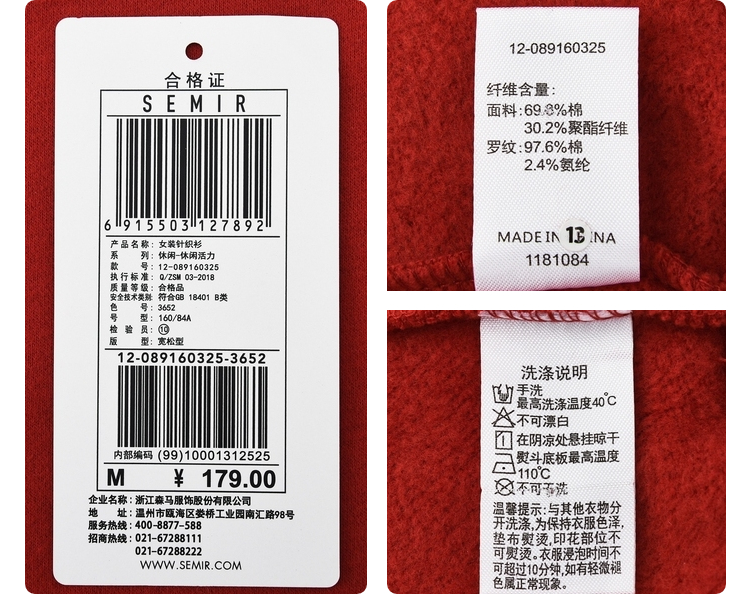 合格证
SEMIR
6 915503 127892
产品名称: 女装针织衫
系 列: 休闲-休闲活力
款 号: 12-089160325
执行标准: Q/ZSM 03-2018
质量等级: 合格品
安全技术类别: 符合GB 18401 B类
色 号: 3652
号 型: 160/84A
检 验 员: ⑩
版 型: 宽松型
12-089160325-3652
内部编码 (99)10001312525
M ¥ 179.00
企业名称: 浙江森马服饰股份有限公司
地 址: 温州市瓯海区娄桥工业园南汇路98号
服务热线: 400-8877-588
招商热线: 021-67288111
021-67288222
WWW.SEMIR.COM
12-089160325
纤维含量:
面料:69.8%棉
30.2%聚酯纤维
罗纹:97.6%棉
2.4%氨纶
MADE IN 13 INA
1181084
洗涤说明
手洗
最高洗涤温度40℃
不可漂白
在阴凉处悬挂晾干
熨斗底板最高温度
110℃
不可干洗
温馨提示:与其他衣物分
开洗涤,为保持衣服色泽,
垫布熨烫,印花部位不
可熨烫。衣服浸泡时间不
可超过10分钟,如有轻微褪
色属正常现象。